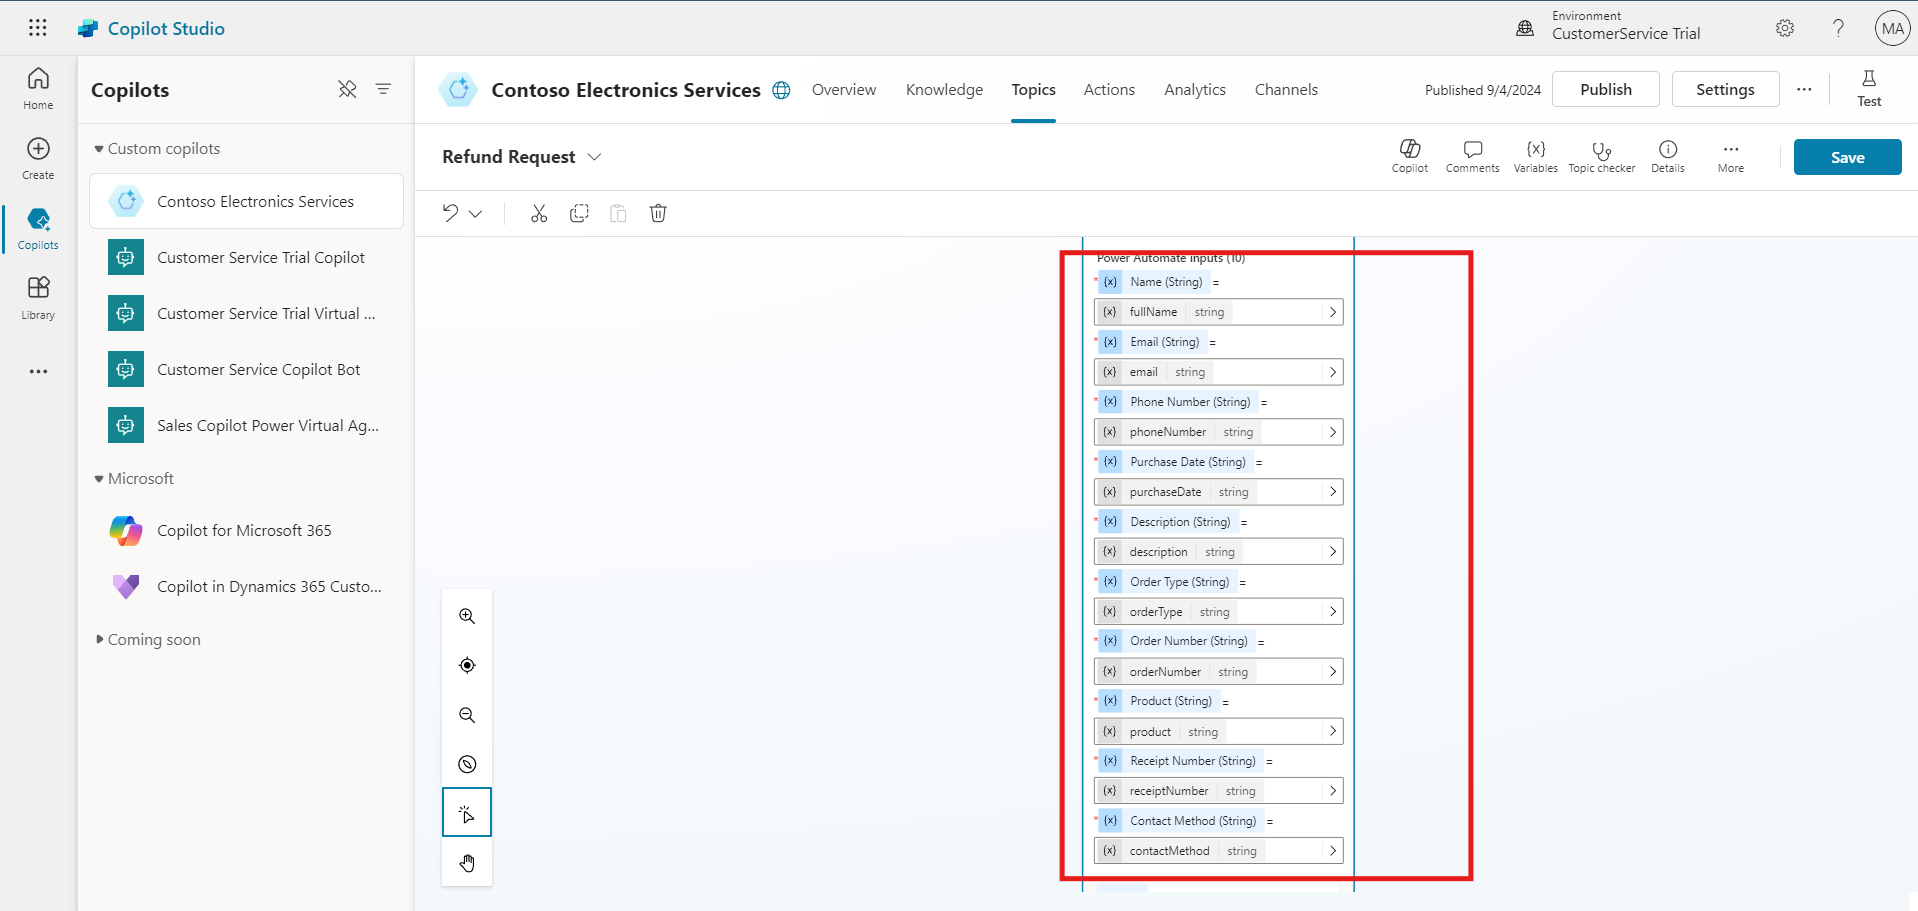 Copilot Studio
Environment
CustomerService Trial
?
MA
Home
Create
Copilots
Library
Copilots
Custom copilots
Contoso Electronics Services
Customer Service Trial Copilot
Customer Service Trial Virtual ...
Customer Service Copilot Bot
Sales Copilot Power Virtual Ag...
Microsoft
Copilot for Microsoft 365
Copilot in Dynamics 365 Custo...
Coming soon
Contoso Electronics Services
Overview
Knowledge
Topics
Actions
Analytics
Channels
Published 9/4/2024
Publish
Settings
...
Test
Refund Request
Copilot
Comments
{x}
Variables
Topic checker
Details
More
Save
Power Automate inputs (10)
* {x} Name (String) =
{x} fullName string
* {x} Email (String) =
{x} email string
* {x} Phone Number (String) =
{x} phoneNumber string
* {x} Purchase Date (String) =
{x} purchaseDate string
* {x} Description (String) =
{x} description string
* {x} Order Type (String) =
{x} orderType string
* {x} Order Number (String) =
{x} orderNumber string
* {x} Product (String) =
{x} product string
* {x} Receipt Number (String) =
{x} receiptNumber string
* {x} Contact Method (String) =
{x} contactMethod string